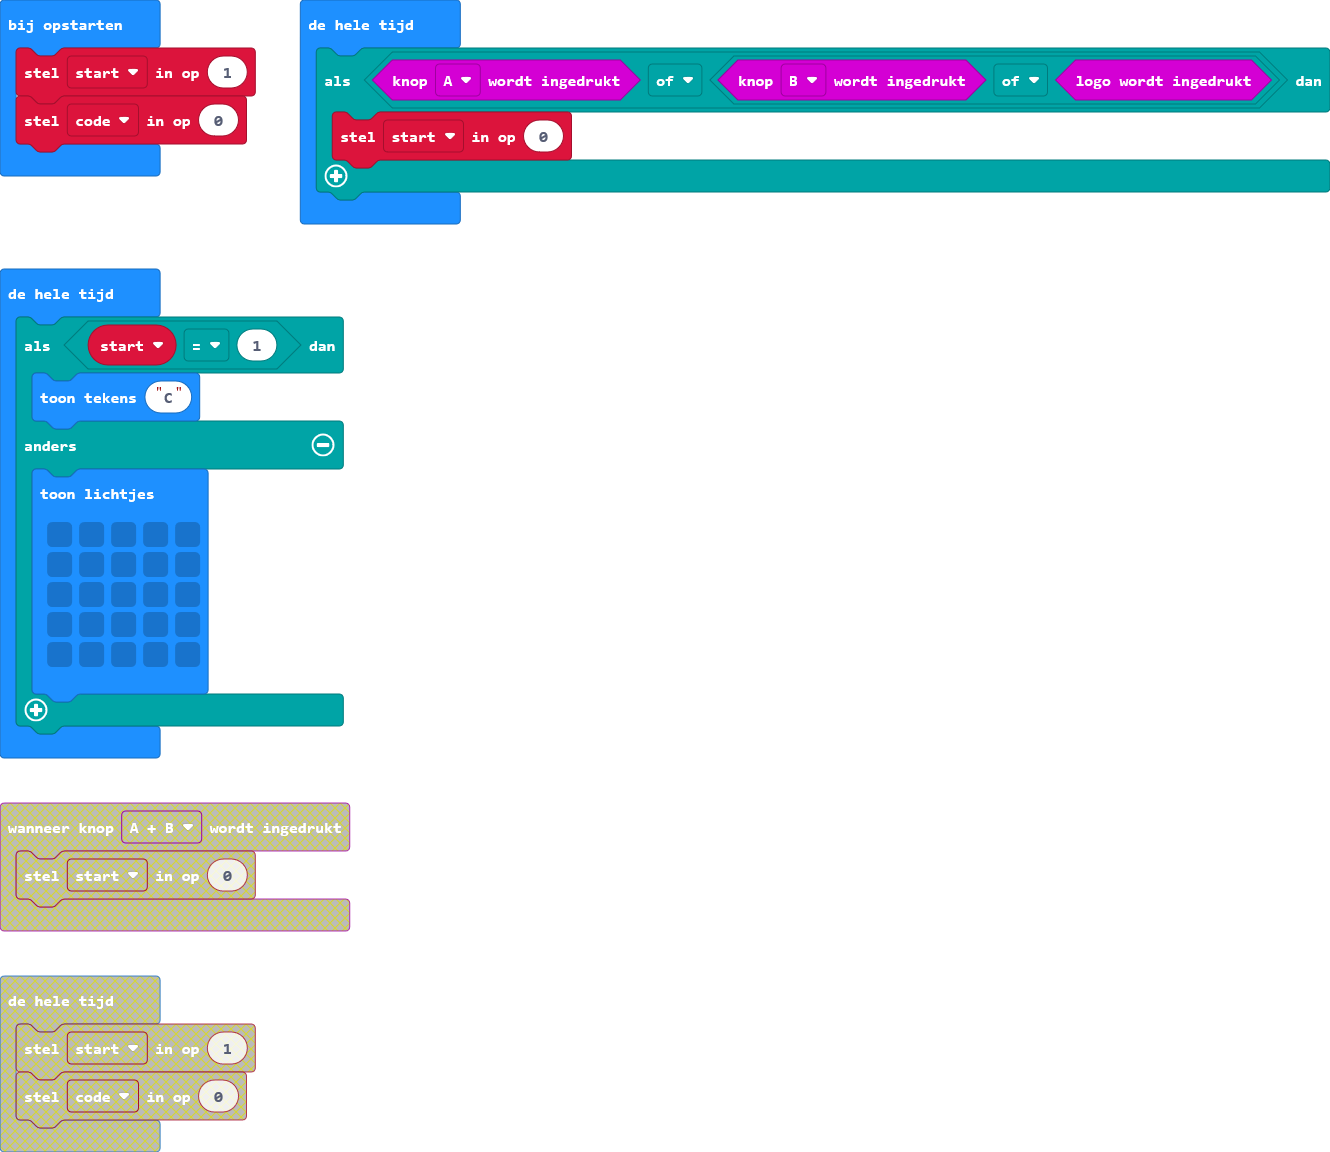 bij opstarten
stel start in op 1
stel code in op 0
de hele tijd
als knop A wordt ingedrukt of knop B wordt ingedrukt of logo wordt ingedrukt dan
stel start in op 0
de hele tijd
als start = 1 dan
toon tekens "C"
anders
toon lichtjes
wanneer knop A + B wordt ingedrukt
stel start in op 0
de hele tijd
stel start in op 1
stel code in op 0